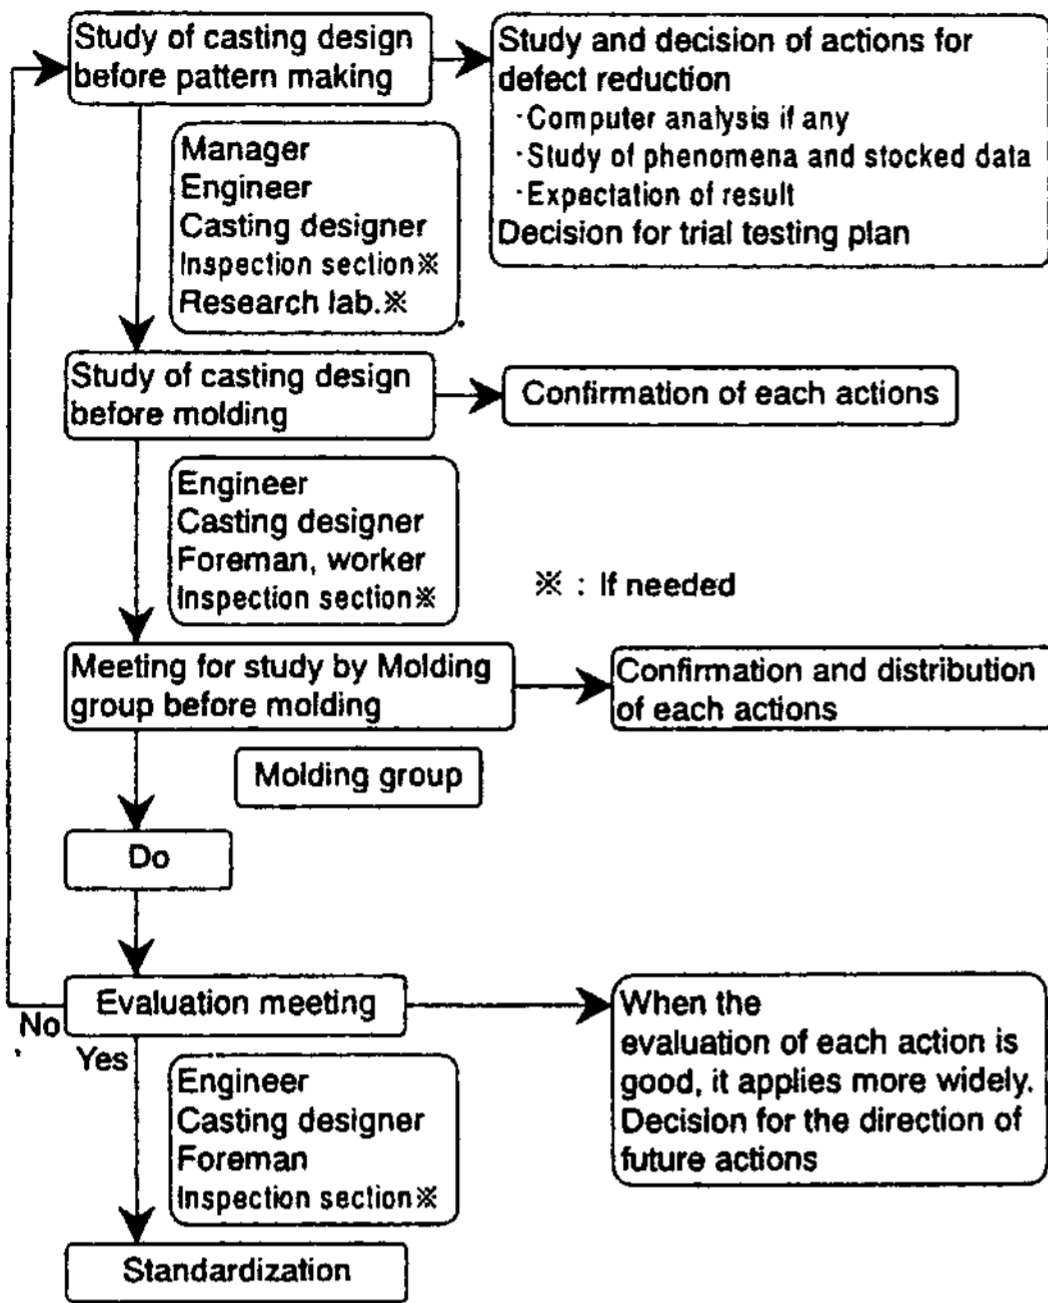 Study of casting design
before pattern making
Study and decision of actions for
defect reduction
·Computer analysis if any
·Study of phenomena and stocked data
·Expectation of result
Decision for trial testing plan
Manager
Engineer
Casting designer
Inspection section※
Research lab.※
Study of casting design
before molding
Confirmation of each actions
Engineer
Casting designer
Foreman, worker
Inspection section※
※ : If needed
Meeting for study by Molding
group before molding
Confirmation and distribution
of each actions
Molding group
Do
Evaluation meeting
No
Yes
When the
evaluation of each action is
good, it applies more widely.
Decision for the direction of
future actions
Engineer
Casting designer
Foreman
Inspection section※
Standardization